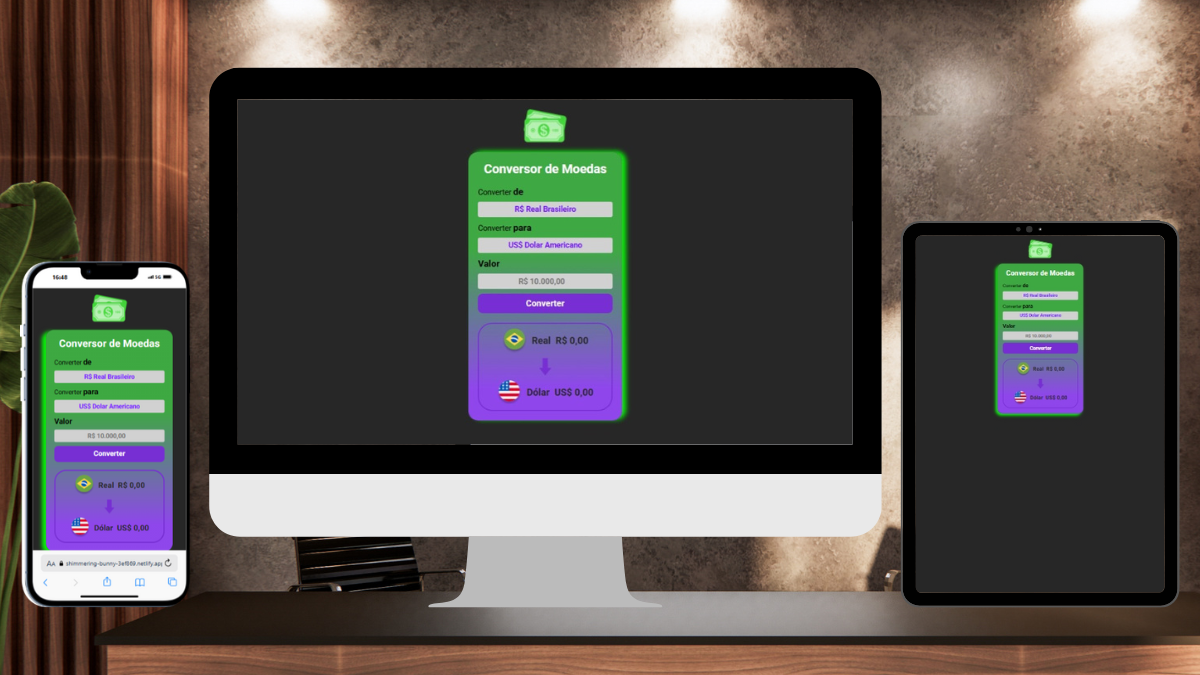 Conversor de Moedas
Converter de
R$ Real Brasileiro
Converter para
US$ Dolar Americano
Valor
R$ 10.000,00
Converter
Real R$ 0,00
Dólar US$ 0,00
16:48
5G
Conversor de Moedas
Converter de
R$ Real Brasileiro
Converter para
US$ Dolar Americano
Valor
R$ 10.000,00
Converter
Real R$ 0,00
Dólar US$ 0,00
AA shimmering-bunny-3ef869.netlify.app
Conversor de Moedas
Converter de
R$ Real Brasileiro
Converter para
US$ Dolar Americano
Valor
R$ 10.000,00
Converter
Real R$ 0,00
Dólar US$ 0,00